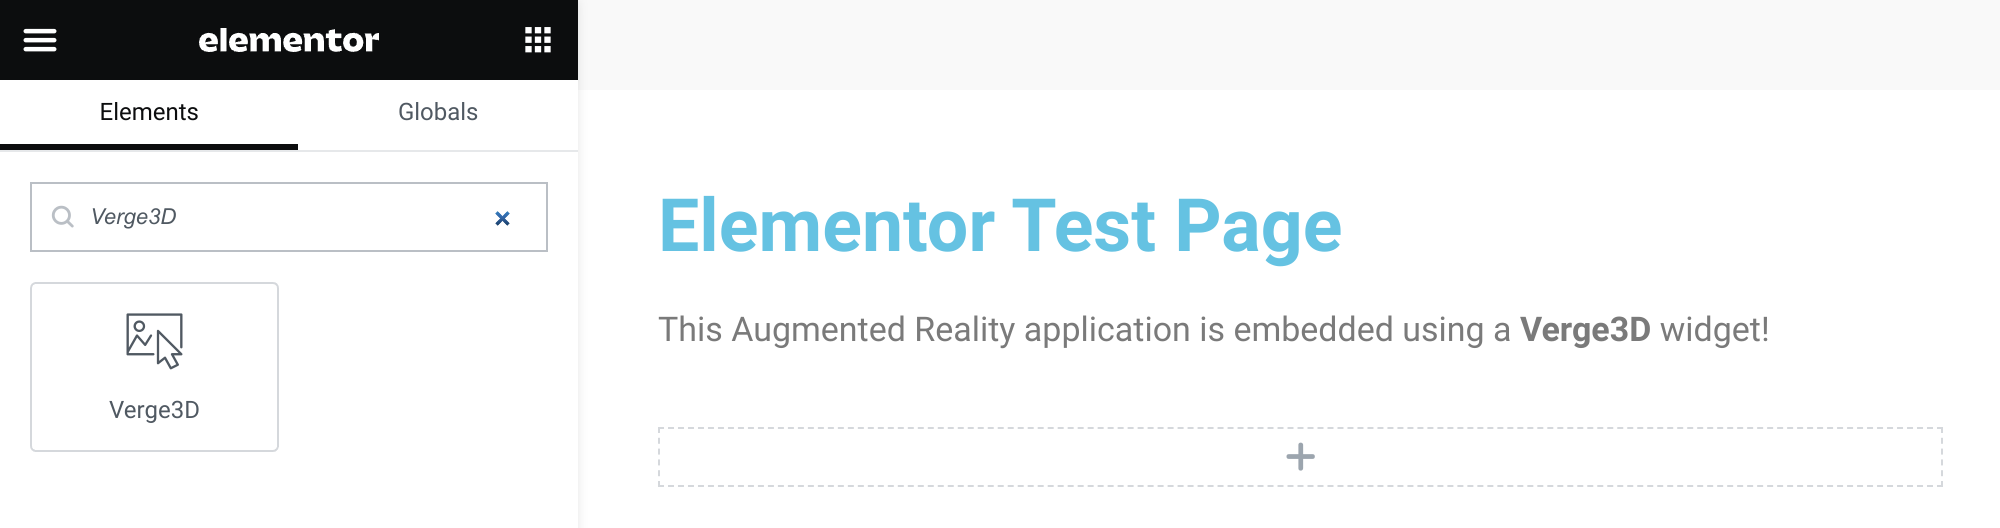 elementor
Elements
Globals
Verge3D
Verge3D
Elementor Test Page
This Augmented Reality application is embedded using a Verge3D widget!